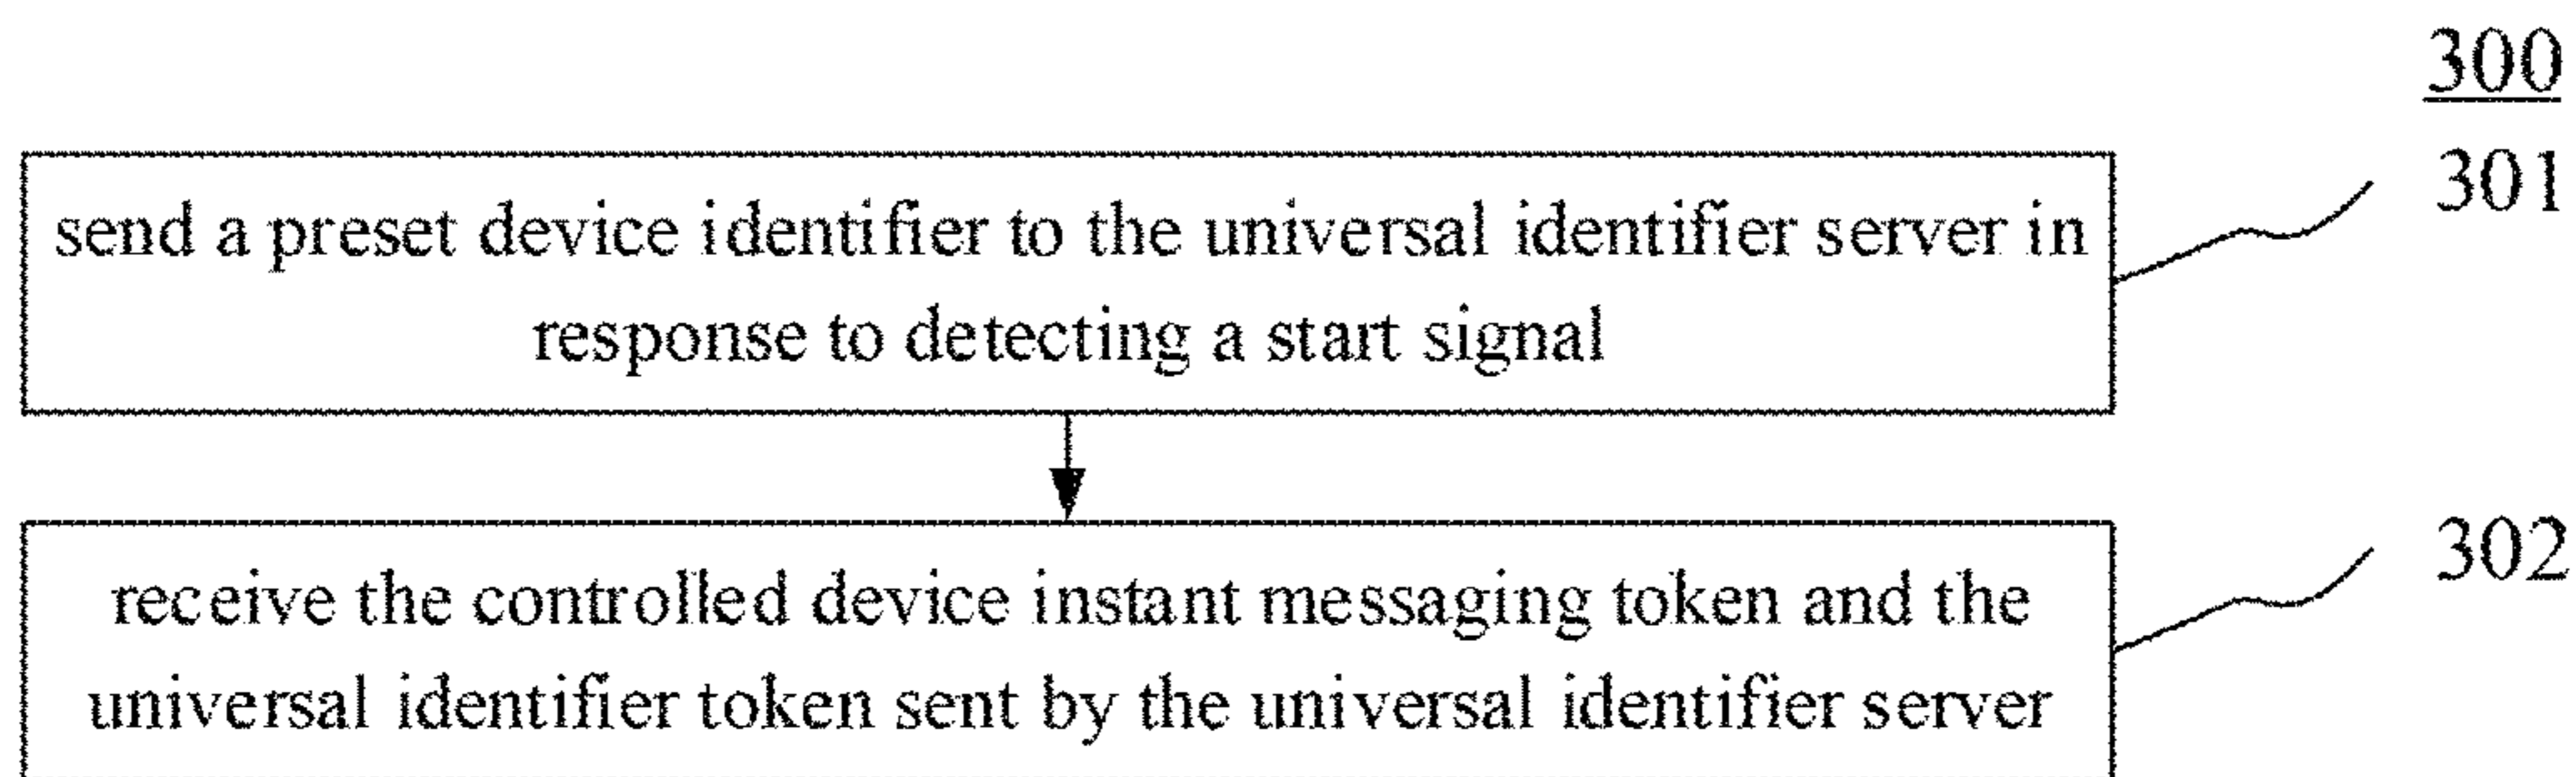 300
301
send a preset device identifier to the universal identifier server in
response to detecting a start signal
302
receive the controlled device instant messaging token and the
universal identifier token sent by the universal identifier server